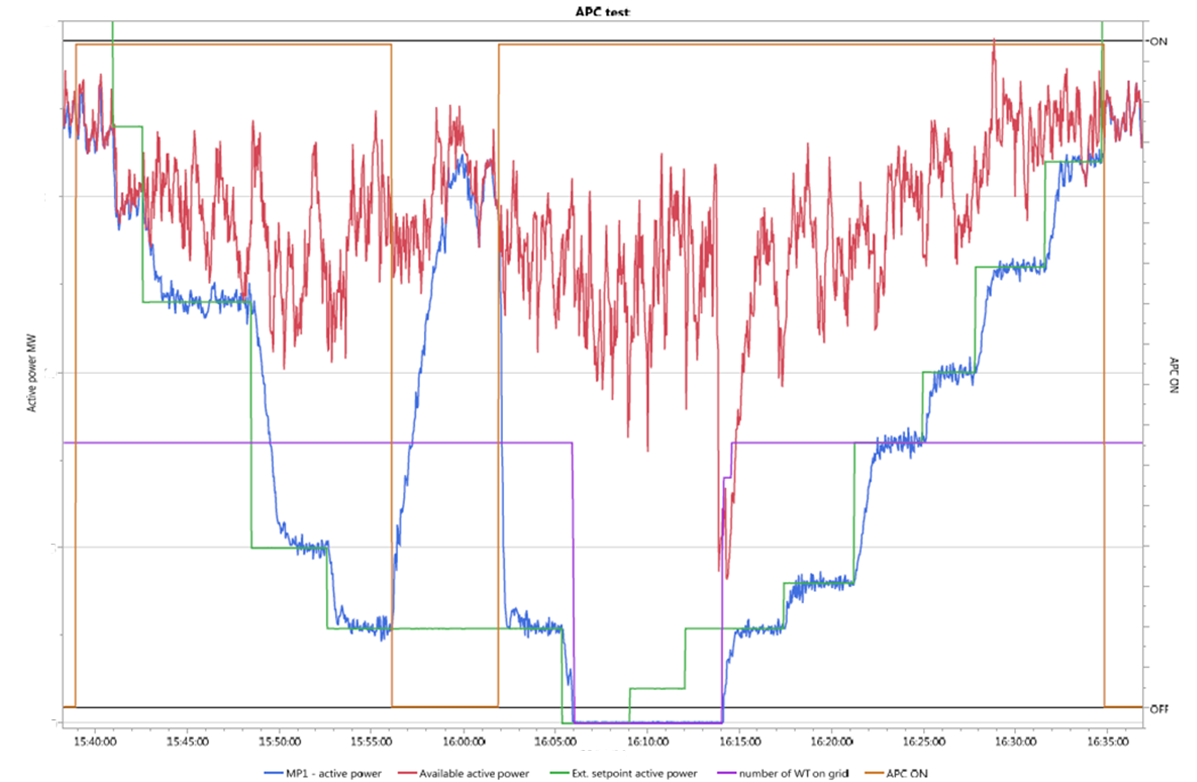 APC test
ON
Active power MW
APC ON
OFF
15:40:00 15:45:00 15:50:00 15:55:00 16:00:00 16:05:00 16:10:00 16:15:00 16:20:00 16:25:00 16:30:00 16:35:00
MP1 - active power Available active power Ext. setpoint active power number of WT on grid APC ON